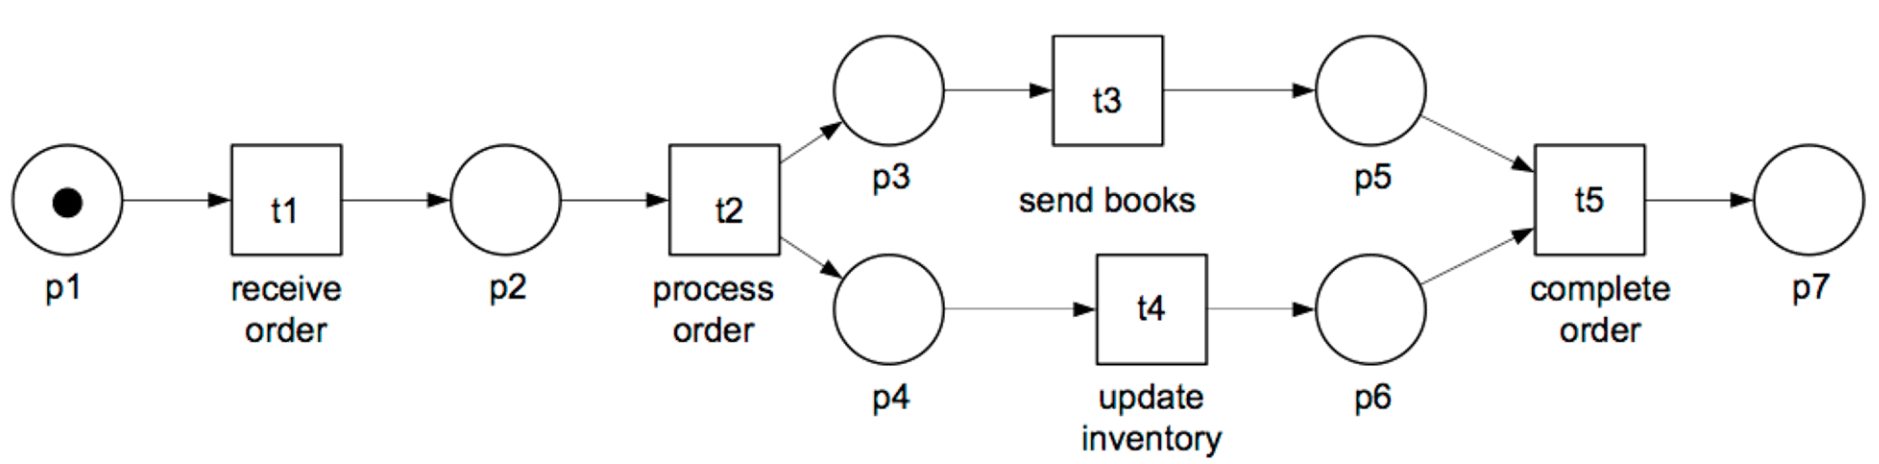 p1
t1
receive
order
p2
t2
process
order
p3
t3
send books
p5
p4
t4
update
inventory
p6
t5
complete
order
p7